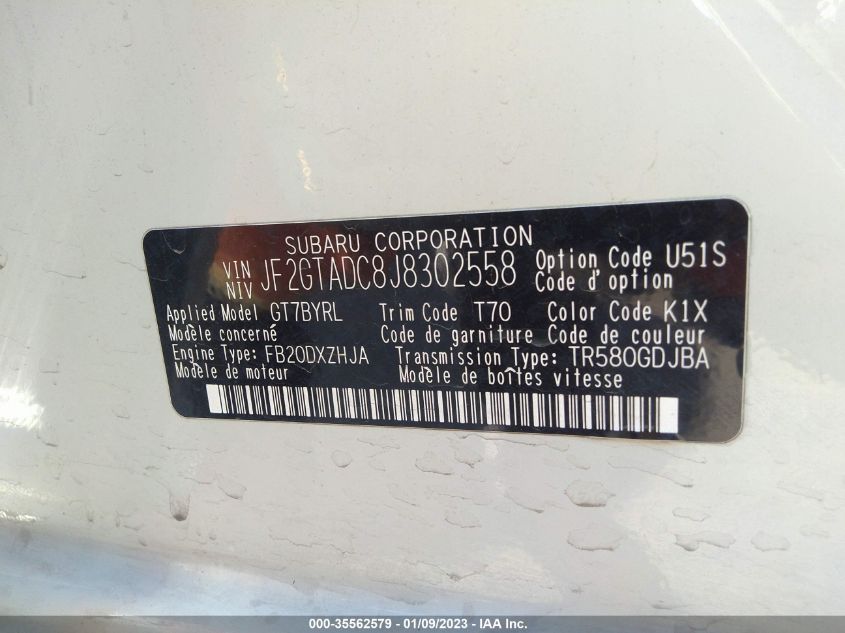 SUBARU CORPORATION
VIN
NIV JF2GTADC8J8302558
Option Code U51S
Code d'option
Applied Model GT7BYRL Trim Code T70 Color Code K1X
Modèle concerné Code de garniture Code de couleur
Engine Type: FB20DXZHJA Transmission Type: TR580GDJBA
Modèle de moteur Modèle de boîtes vitesse
000-35562579 | 01/09/2023 - IAA Inc.